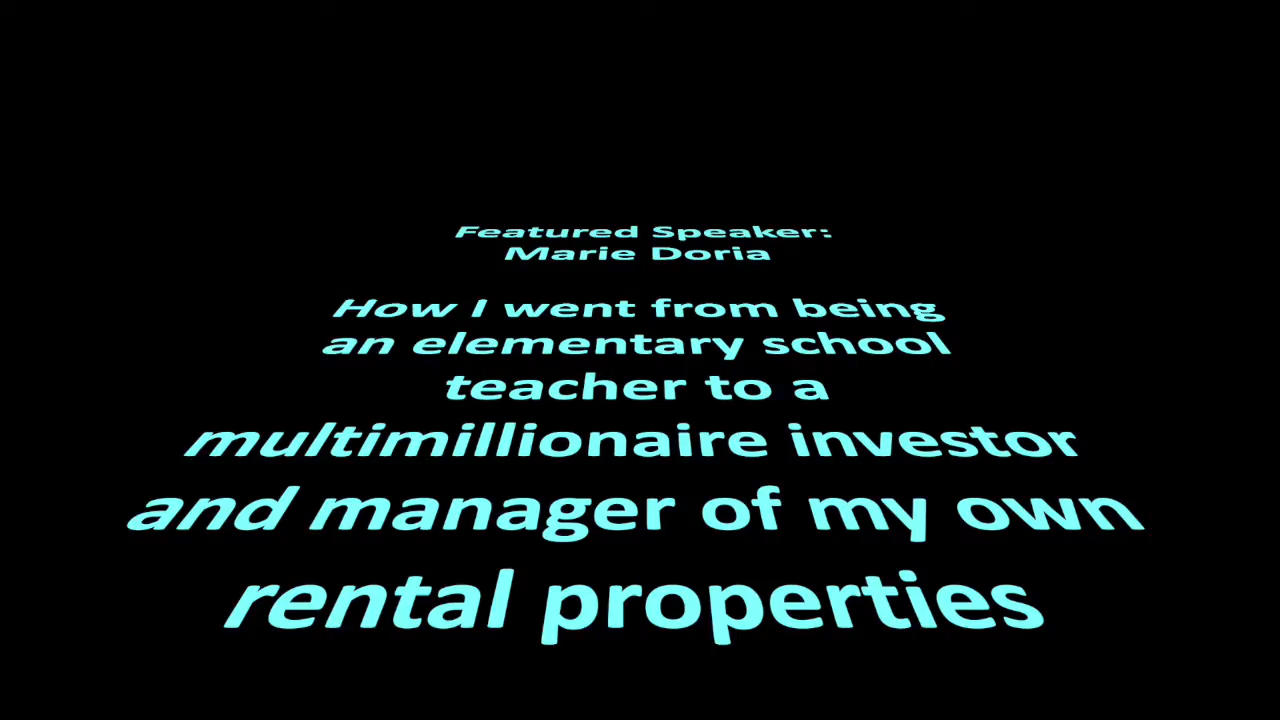 Featured Speaker:
Marie Doria
How I went from being
an elementary school
teacher to a
multimillionaire investor
and manager of my own
rental properties